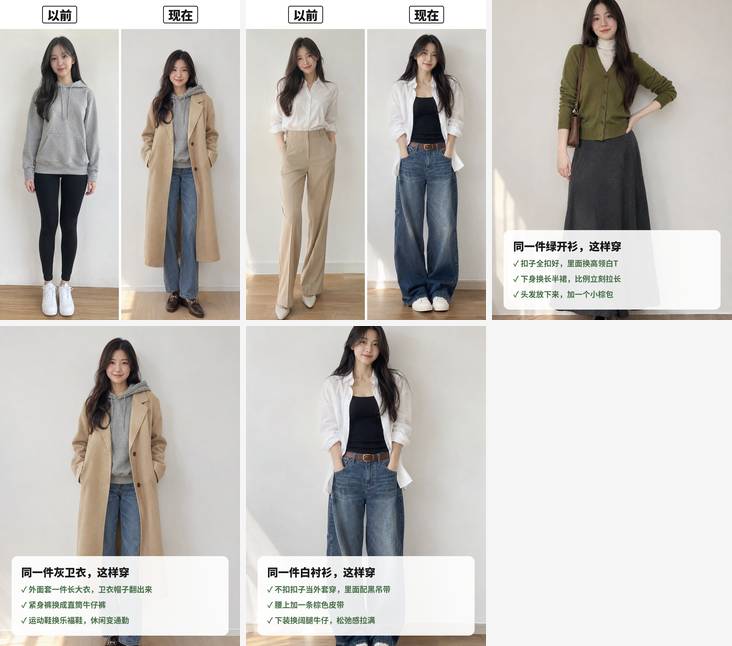 以前
现在
以前
现在
同一件绿开衫，这样穿
✓扣子全扣好，里面换高领白T
✓下身换长半裙，比例立刻拉长
✓头发放下来，加一个小棕包
同一件灰卫衣，这样穿
✓外面套一件长大衣，卫衣帽子翻出来
✓紧身裤换成直筒牛仔裤
✓运动鞋换乐福鞋，休闲变通勤
同一件白衬衫，这样穿
✓不扣扣子当外套穿，里面配黑吊带
✓腰上加一条棕色皮带
✓下装换阔腿牛仔，松弛感拉满